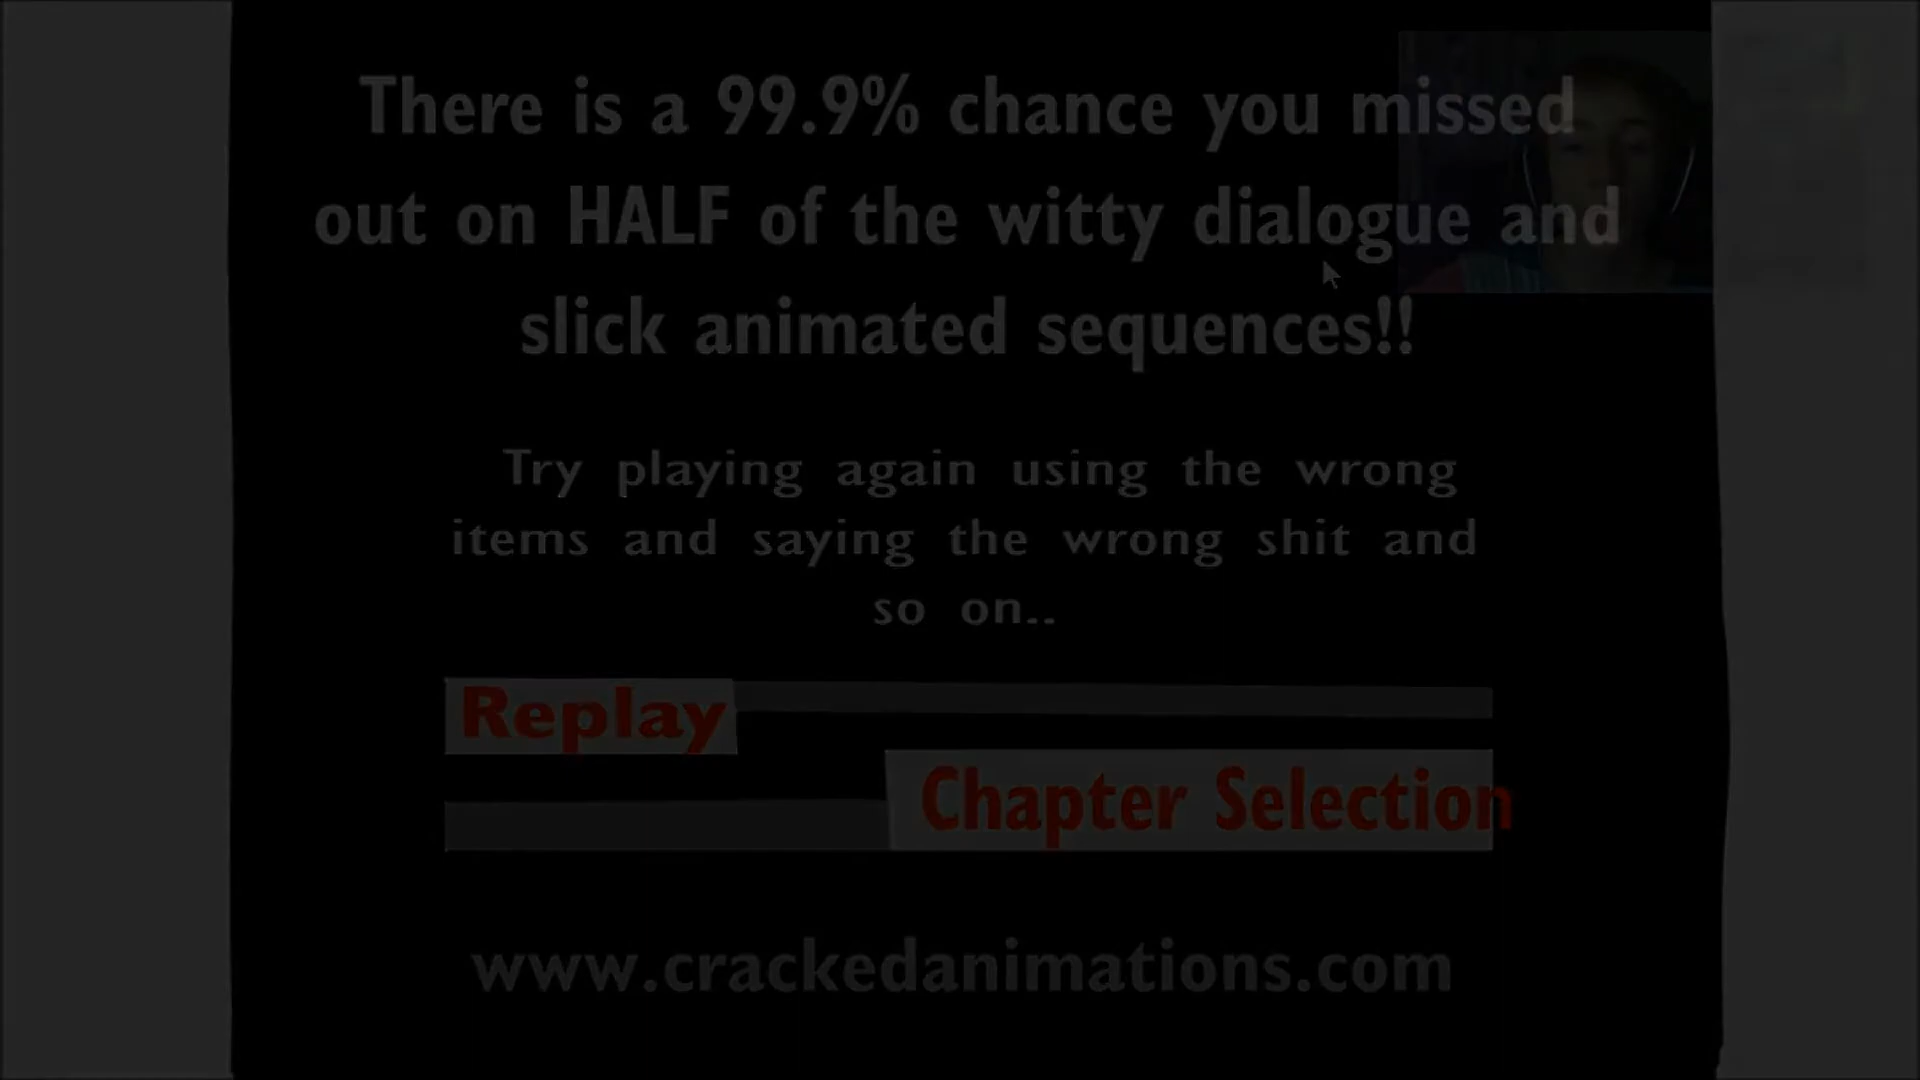 There is a 99.9% chance you missed
out on HALF of the witty dialogue and
slick animated sequences!!
Try playing again using the wrong
items and saying the wrong shit and
so on..
Replay
Chapter Selection
www.crackedanimations.com